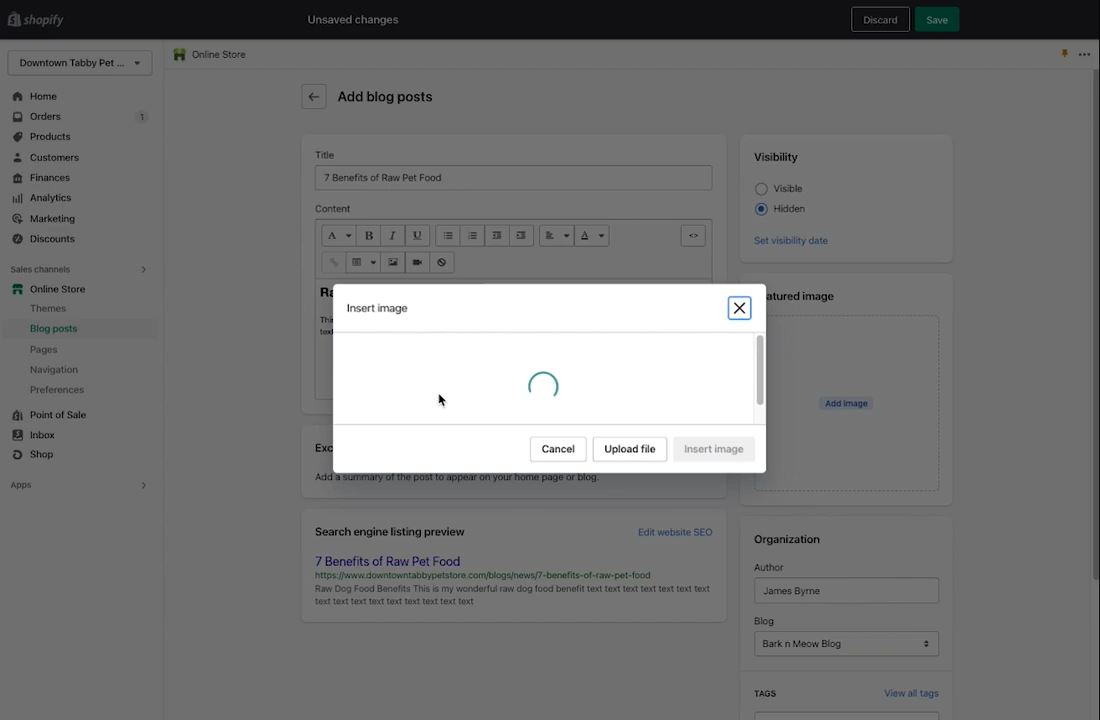 shopify
Unsaved changes
Discard
Save
Downtown Tabby Pet ...
Online Store
Home
Orders 1
Products
Customers
Finances
Analytics
Marketing
Discounts
Sales channels
Online Store
Themes
Blog posts
Pages
Navigation
Preferences
Point of Sale
Inbox
Shop
Apps
Add blog posts
Title
7 Benefits of Raw Pet Food
Content
A B I U A <>
Insert image
Cancel
Upload file
Insert image
Add a summary of the post to appear on your home page or blog.
Search engine listing preview
Edit website SEO
7 Benefits of Raw Pet Food
https://www.downtowntabbypetstore.com/blogs/news/7-benefits-of-raw-pet-food
Raw Dog Food Benefits This is my wonderful raw dog food benefit text text text text text text text
text text text text text text text text text
Visibility
Visible
Hidden
Set visibility date
atured image
Add image
Organization
Author
James Byrne
Blog
Bark n Meow Blog
TAGS
View all tags